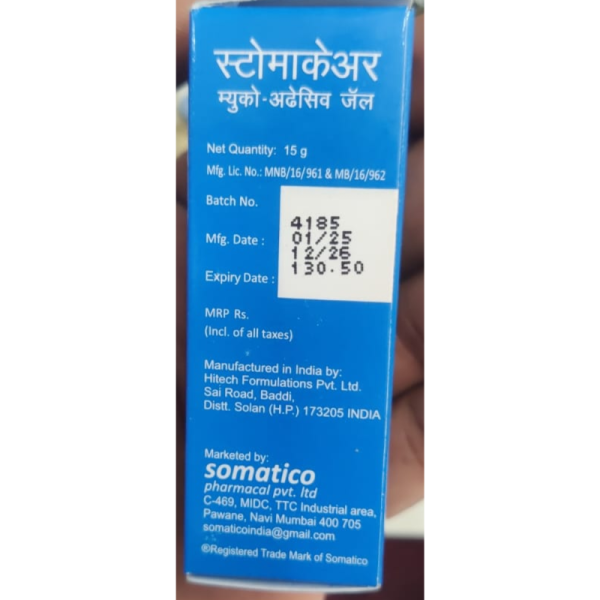 स्टोमाकेअर
म्युको-अढेसिव जॅल
Net Quantity: 15 g
Mfg. Lic. No.: MNB/16/961 & MB/16/962
Batch No.
4185
Mfg. Date :
01/25
12/26
Expiry Date :
130.50
MRP Rs.
(Incl. of all taxes)
Manufactured in India by:
Hitech Formulations Pvt. Ltd.
Sai Road, Baddi,
Distt. Solan (H.P.) 173205 INDIA
Marketed by:
somatico
pharmacal pvt. ltd
C-469, MIDC, TTC Industrial area,
Pawane, Navi Mumbai 400 705
somaticoindia@gmail.com
®Registered Trade Mark of Somatico